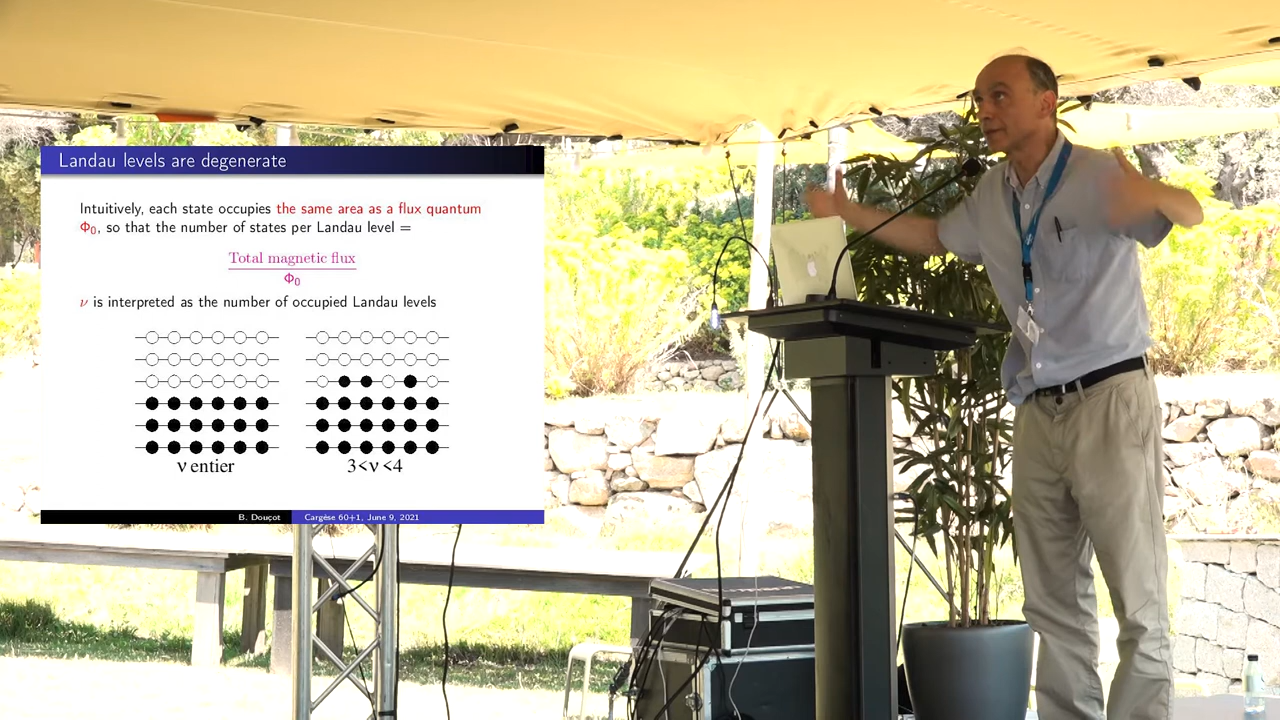 Landau levels are degenerate
Intuitively, each state occupies the same area as a flux quantum
Φ₀, so that the number of states per Landau level =
Total magnetic flux
Φ₀
ν is interpreted as the number of occupied Landau levels
ν entier
3<ν<4
B. Douçot
Cargèse 60+1, June 9, 2021